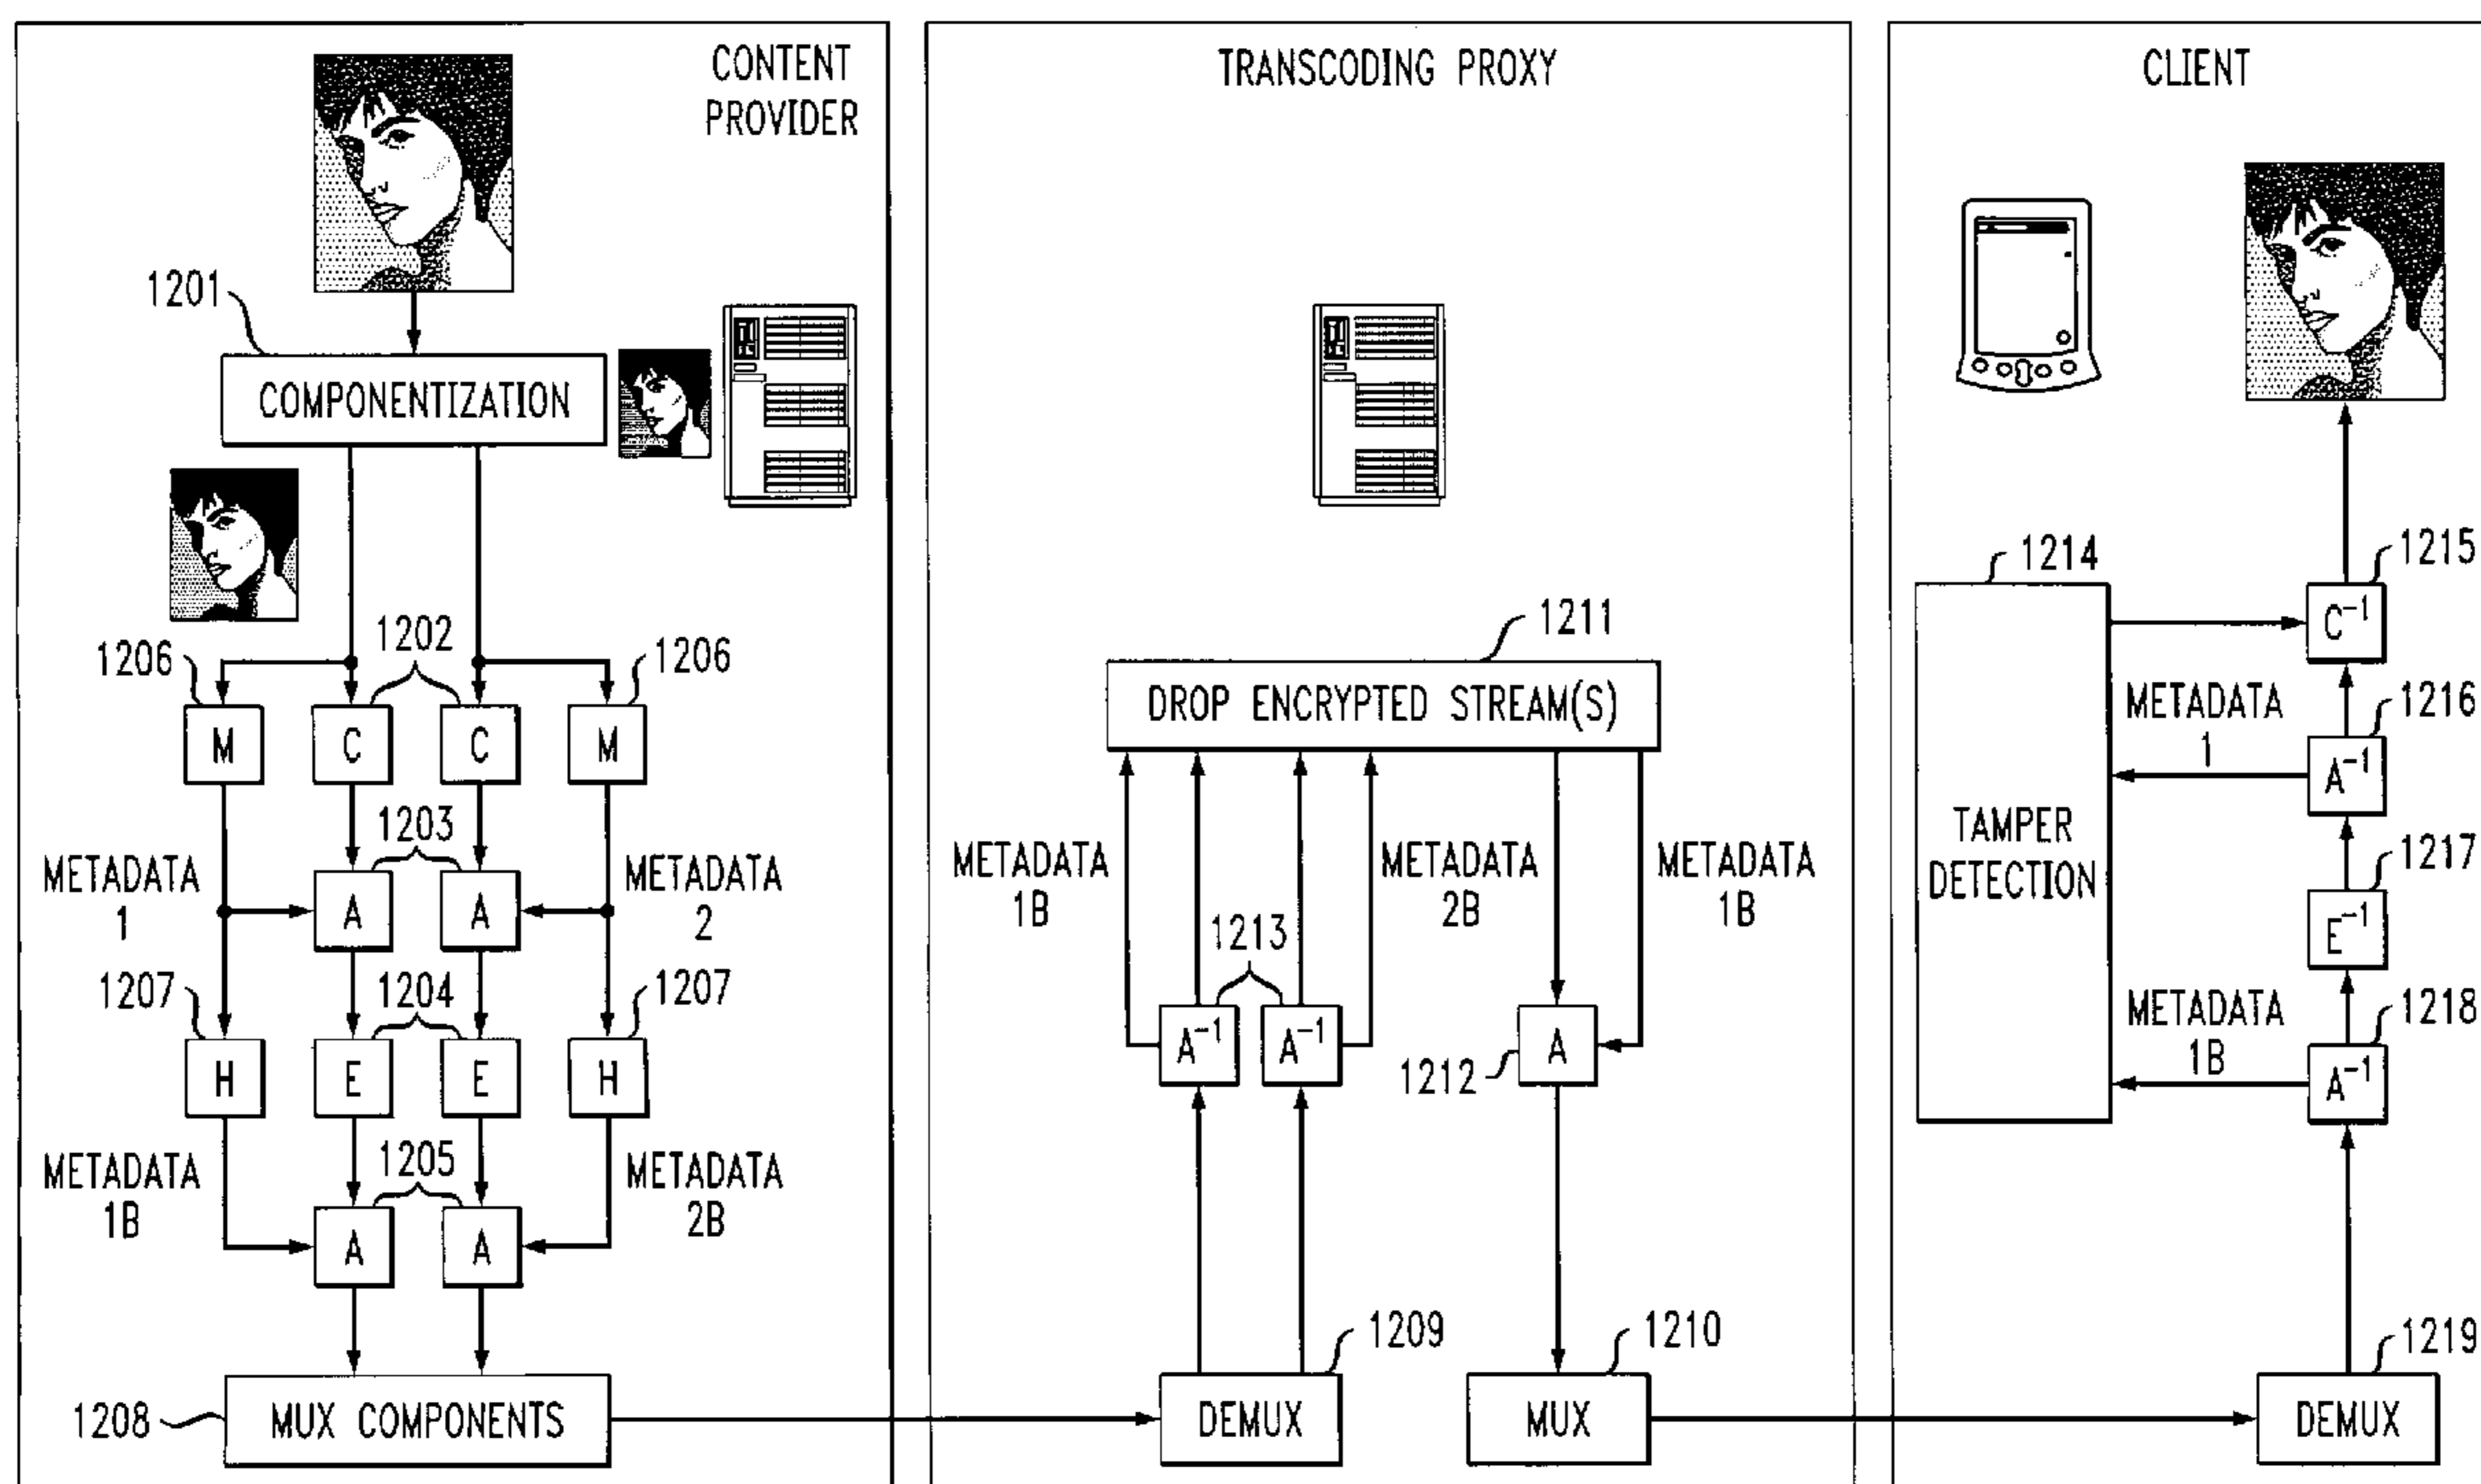 CONTENT
PROVIDER
1201
COMPONENTIZATION
1202
1206
1206
M
C
C
M
1203
METADATA
1
A
A
METADATA
2
1207
1204
1207
H
E
E
H
METADATA
1B
1205
METADATA
2B
A
A
1208
MUX COMPONENTS
TRANSCODING PROXY
1211
DROP ENCRYPTED STREAM(S)
METADATA
1B
METADATA
2B
METADATA
1B
1213
A⁻¹
A⁻¹
A
1212
1209
1210
DEMUX
MUX
CLIENT
1214
1215
C⁻¹
METADATA
1
1216
A⁻¹
TAMPER
DETECTION
1217
E⁻¹
METADATA
1B
1218
A⁻¹
1219
DEMUX